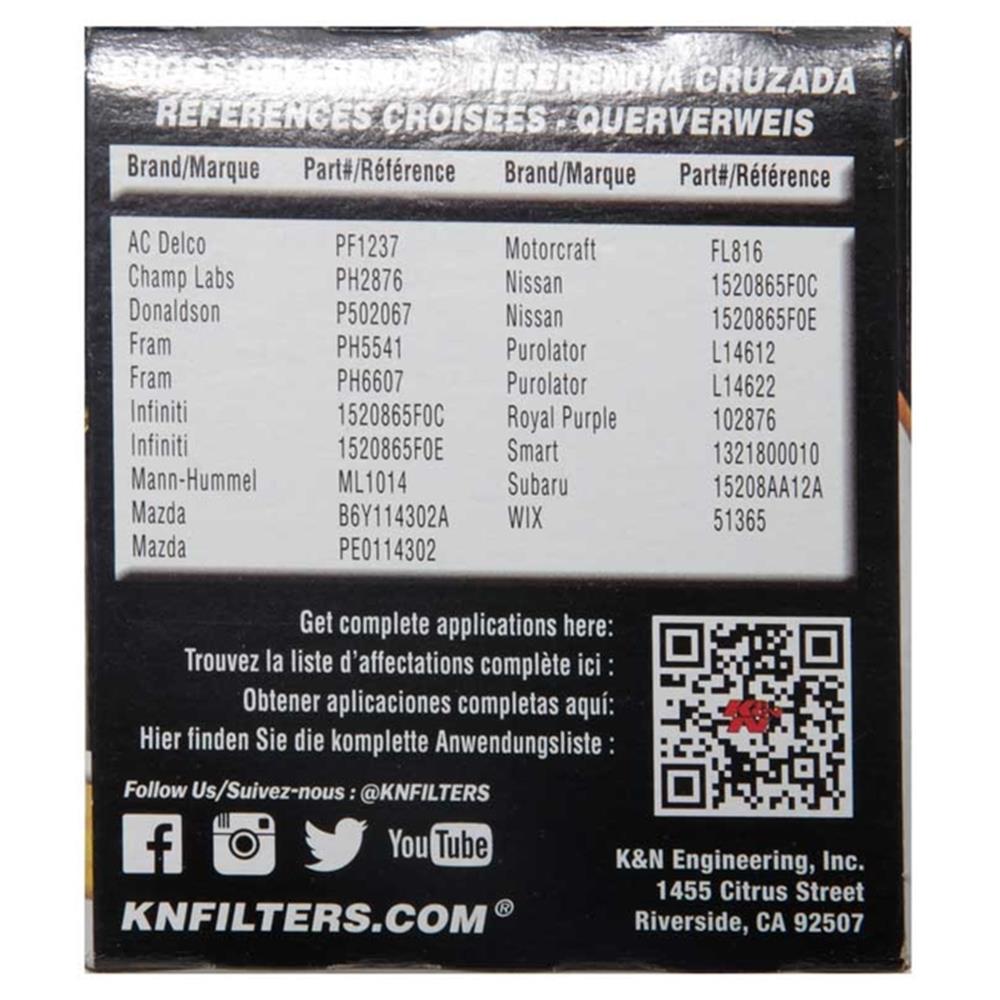 CROSS REFERENCE · REFERENCIA CRUZADA
RÉFÉRENCES CROISÉES · QUERVERWEIS
Brand/Marque Part#/Référence Brand/Marque Part#/Référence
AC Delco PF1237 Motorcraft FL816
Champ Labs PH2876 Nissan 1520865F0C
Donaldson P502067 Nissan 1520865F0E
Fram PH5541 Purolator L14612
Fram PH6607 Purolator L14622
Infiniti 1520865F0C Royal Purple 102876
Infiniti 1520865F0E Smart 1321800010
Mann-Hummel ML1014 Subaru 15208AA12A
Mazda B6Y114302A WIX 51365
Mazda PE0114302
Get complete applications here:
Trouvez la liste d'affectations complète ici :
Obtener aplicaciones completas aquí:
Hier finden Sie die komplette Anwendungsliste :
K&N
Follow Us/Suivez-nous : @KNFILTERS
YouTube
KNFILTERS.COM®
K&N Engineering, Inc.
1455 Citrus Street
Riverside, CA 92507